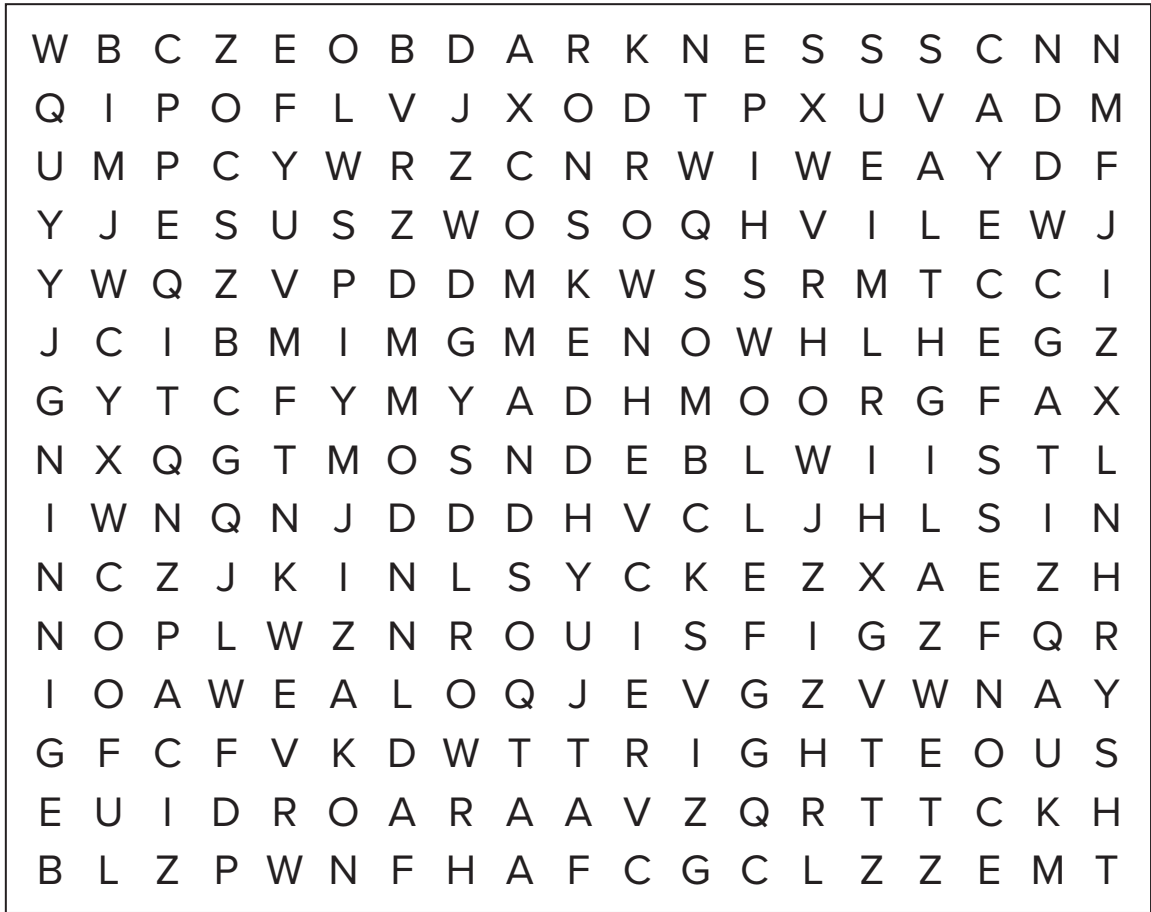 W B C Z E O B D A R K N E S S S C N N
Q I P O F L V J X O D T P X U V A D M
U M P C Y W R Z C N R W I W E A Y D F
Y J E S U S Z W O S O Q H V I L E W J
Y W Q Z V P D D M K W S S R M T C C I
J C I B M I M G M E N O W H L H E G Z
G Y T C F Y M Y A D H M O O R G F A X
N X Q G T M O S N D E B L W I I S T L
I W N Q N J D D D H V C L J H L S I N
N C Z J K I N L S Y C K E Z X A E Z H
N O P L W Z N R O U I S F I G Z F Q R
I O A W E A L O Q J E V G Z V W N A Y
G F C F V K D W T T R I G H T E O U S
E U I D R O A R A A V Z Q R T T C K H
B L Z P W N F H A F C G C L Z Z E M T